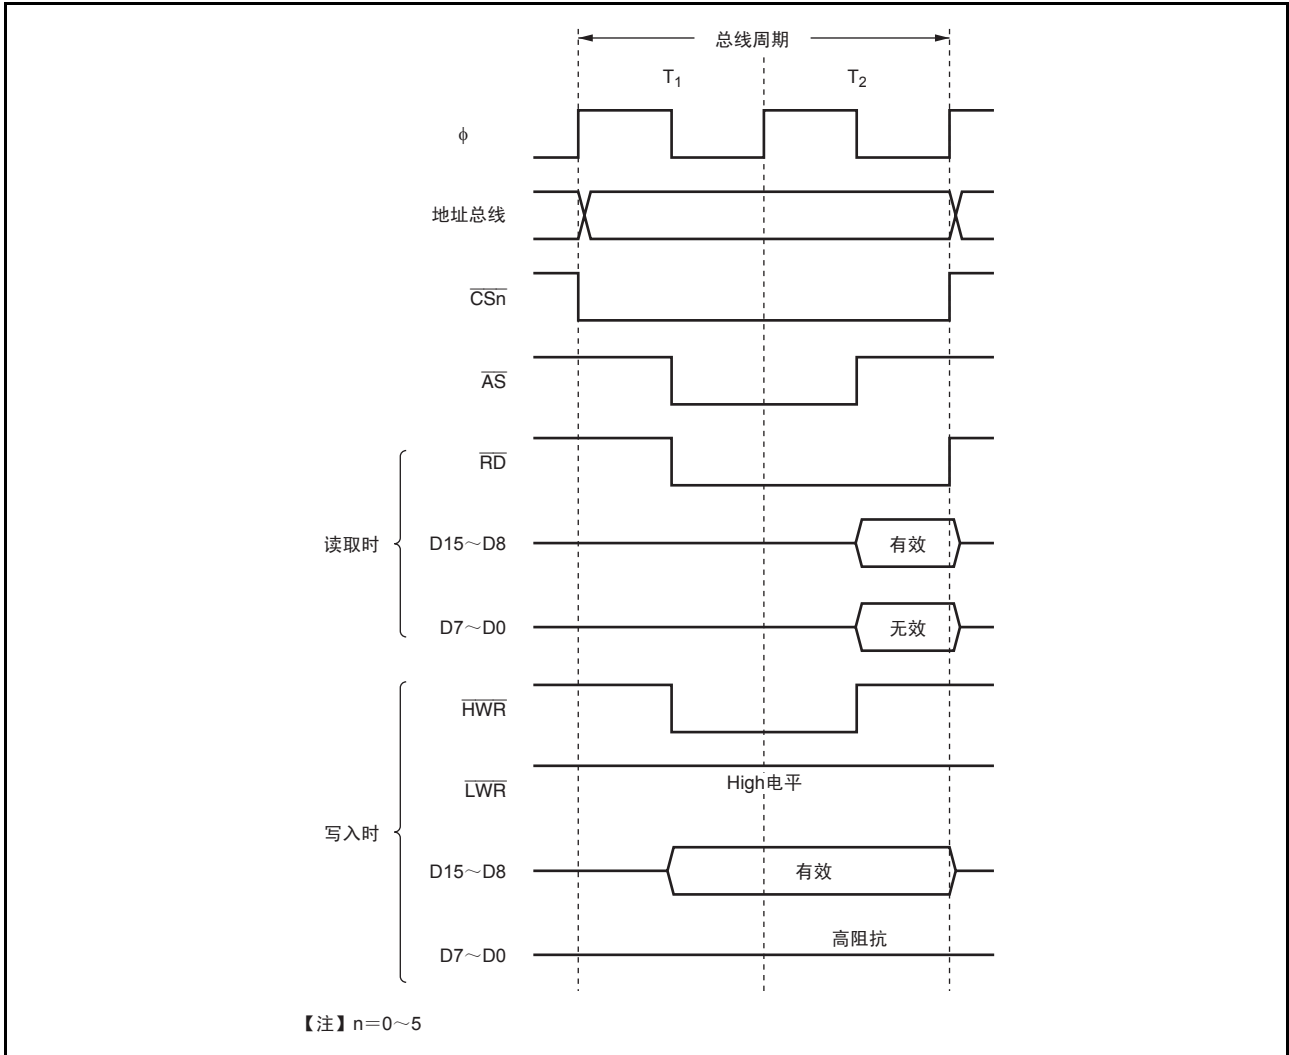 总线周期
T1 T2
ϕ
地址总线
CSn
AS
RD
读取时
D15～D8 有效
D7～D0 无效
HWR
LWR High电平
写入时
D15～D8 有效
D7～D0 高阻抗
【注】n＝0～5